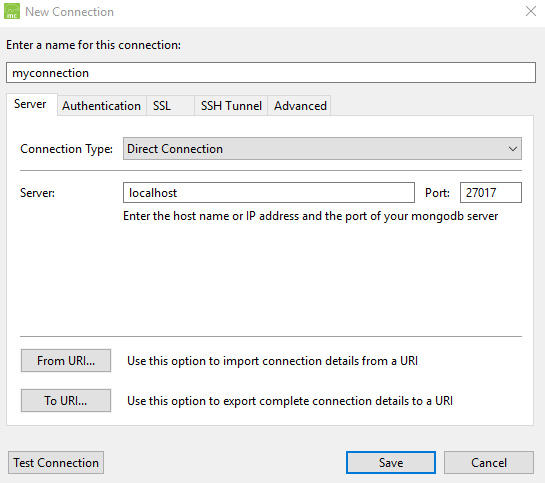 mc New Connection
Enter a name for this connection:
myconnection
Server Authentication SSL SSH Tunnel Advanced
Connection Type: Direct Connection
Server: localhost Port: 27017
Enter the host name or IP address and the port of your mongodb server
From URI... Use this option to import connection details from a URI
To URI... Use this option to export complete connection details to a URI
Test Connection Save Cancel